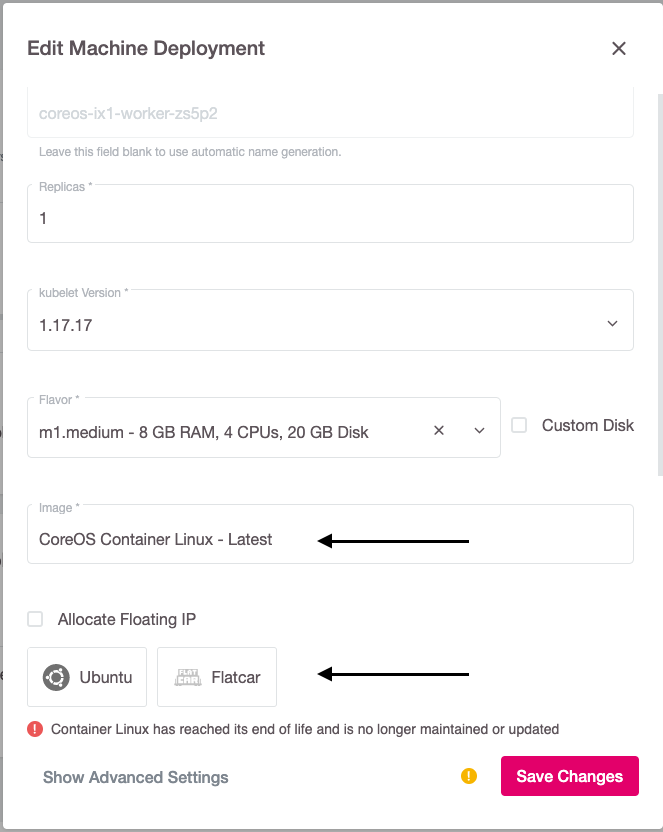 Edit Machine Deployment
coreos-ix1-worker-zs5p2
Leave this field blank to use automatic name generation.
Replicas *
1
kubelet Version *
1.17.17
Flavor *
m1.medium - 8 GB RAM, 4 CPUs, 20 GB Disk
Custom Disk
Image *
CoreOS Container Linux - Latest
Allocate Floating IP
Ubuntu
FLAT CAR Flatcar
Container Linux has reached its end of life and is no longer maintained or updated
Show Advanced Settings
Save Changes